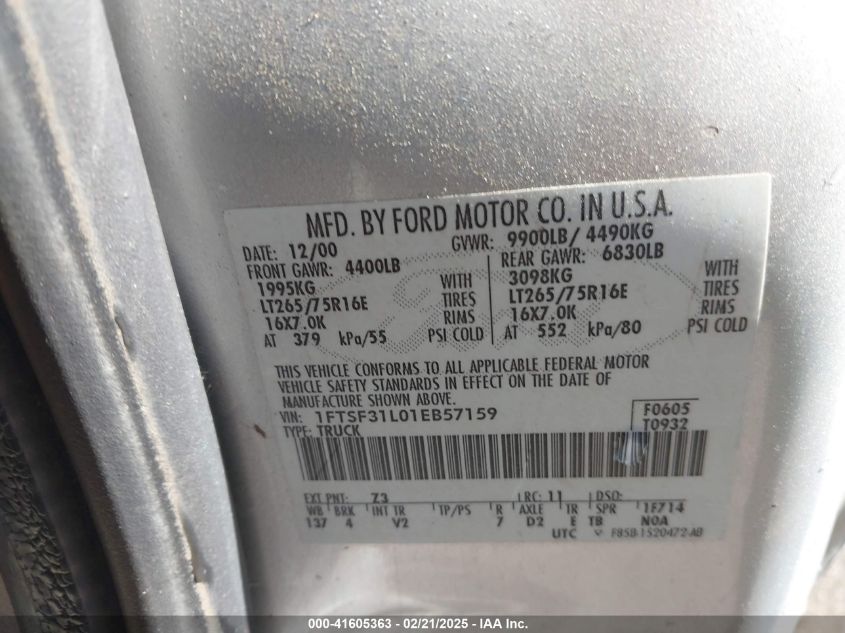 MFD. BY FORD MOTOR CO. IN U.S.A.
DATE: 12/00 GVWR: 9900LB/ 4490KG
FRONT GAWR: 4400LB REAR GAWR: 6830LB
1995KG WITH 3098KG WITH
LT265/75R16E TIRES LT265/75R16E TIRES
16X7.0K RIMS 16X7.0K RIMS
AT 379 kPa/55 PSI COLD AT 552 kPa/80 PSI COLD
THIS VEHICLE CONFORMS TO ALL APPLICABLE FEDERAL MOTOR
VEHICLE SAFETY STANDARDS IN EFFECT ON THE DATE OF
MANUFACTURE SHOWN ABOVE.
VIN: 1FTSF31L01EB57159 F0605
TYPE: TRUCK T0932
EXT PNT: Z3 RC: 11 DSO:
WB BRK INT TR TP/PS R AXLE TR SPR 1F714
137 4 V2 7 D2 E TB N0A
UTC F85B-1520472-AB
000-41605363 - 02/21/2025 - IAA Inc.